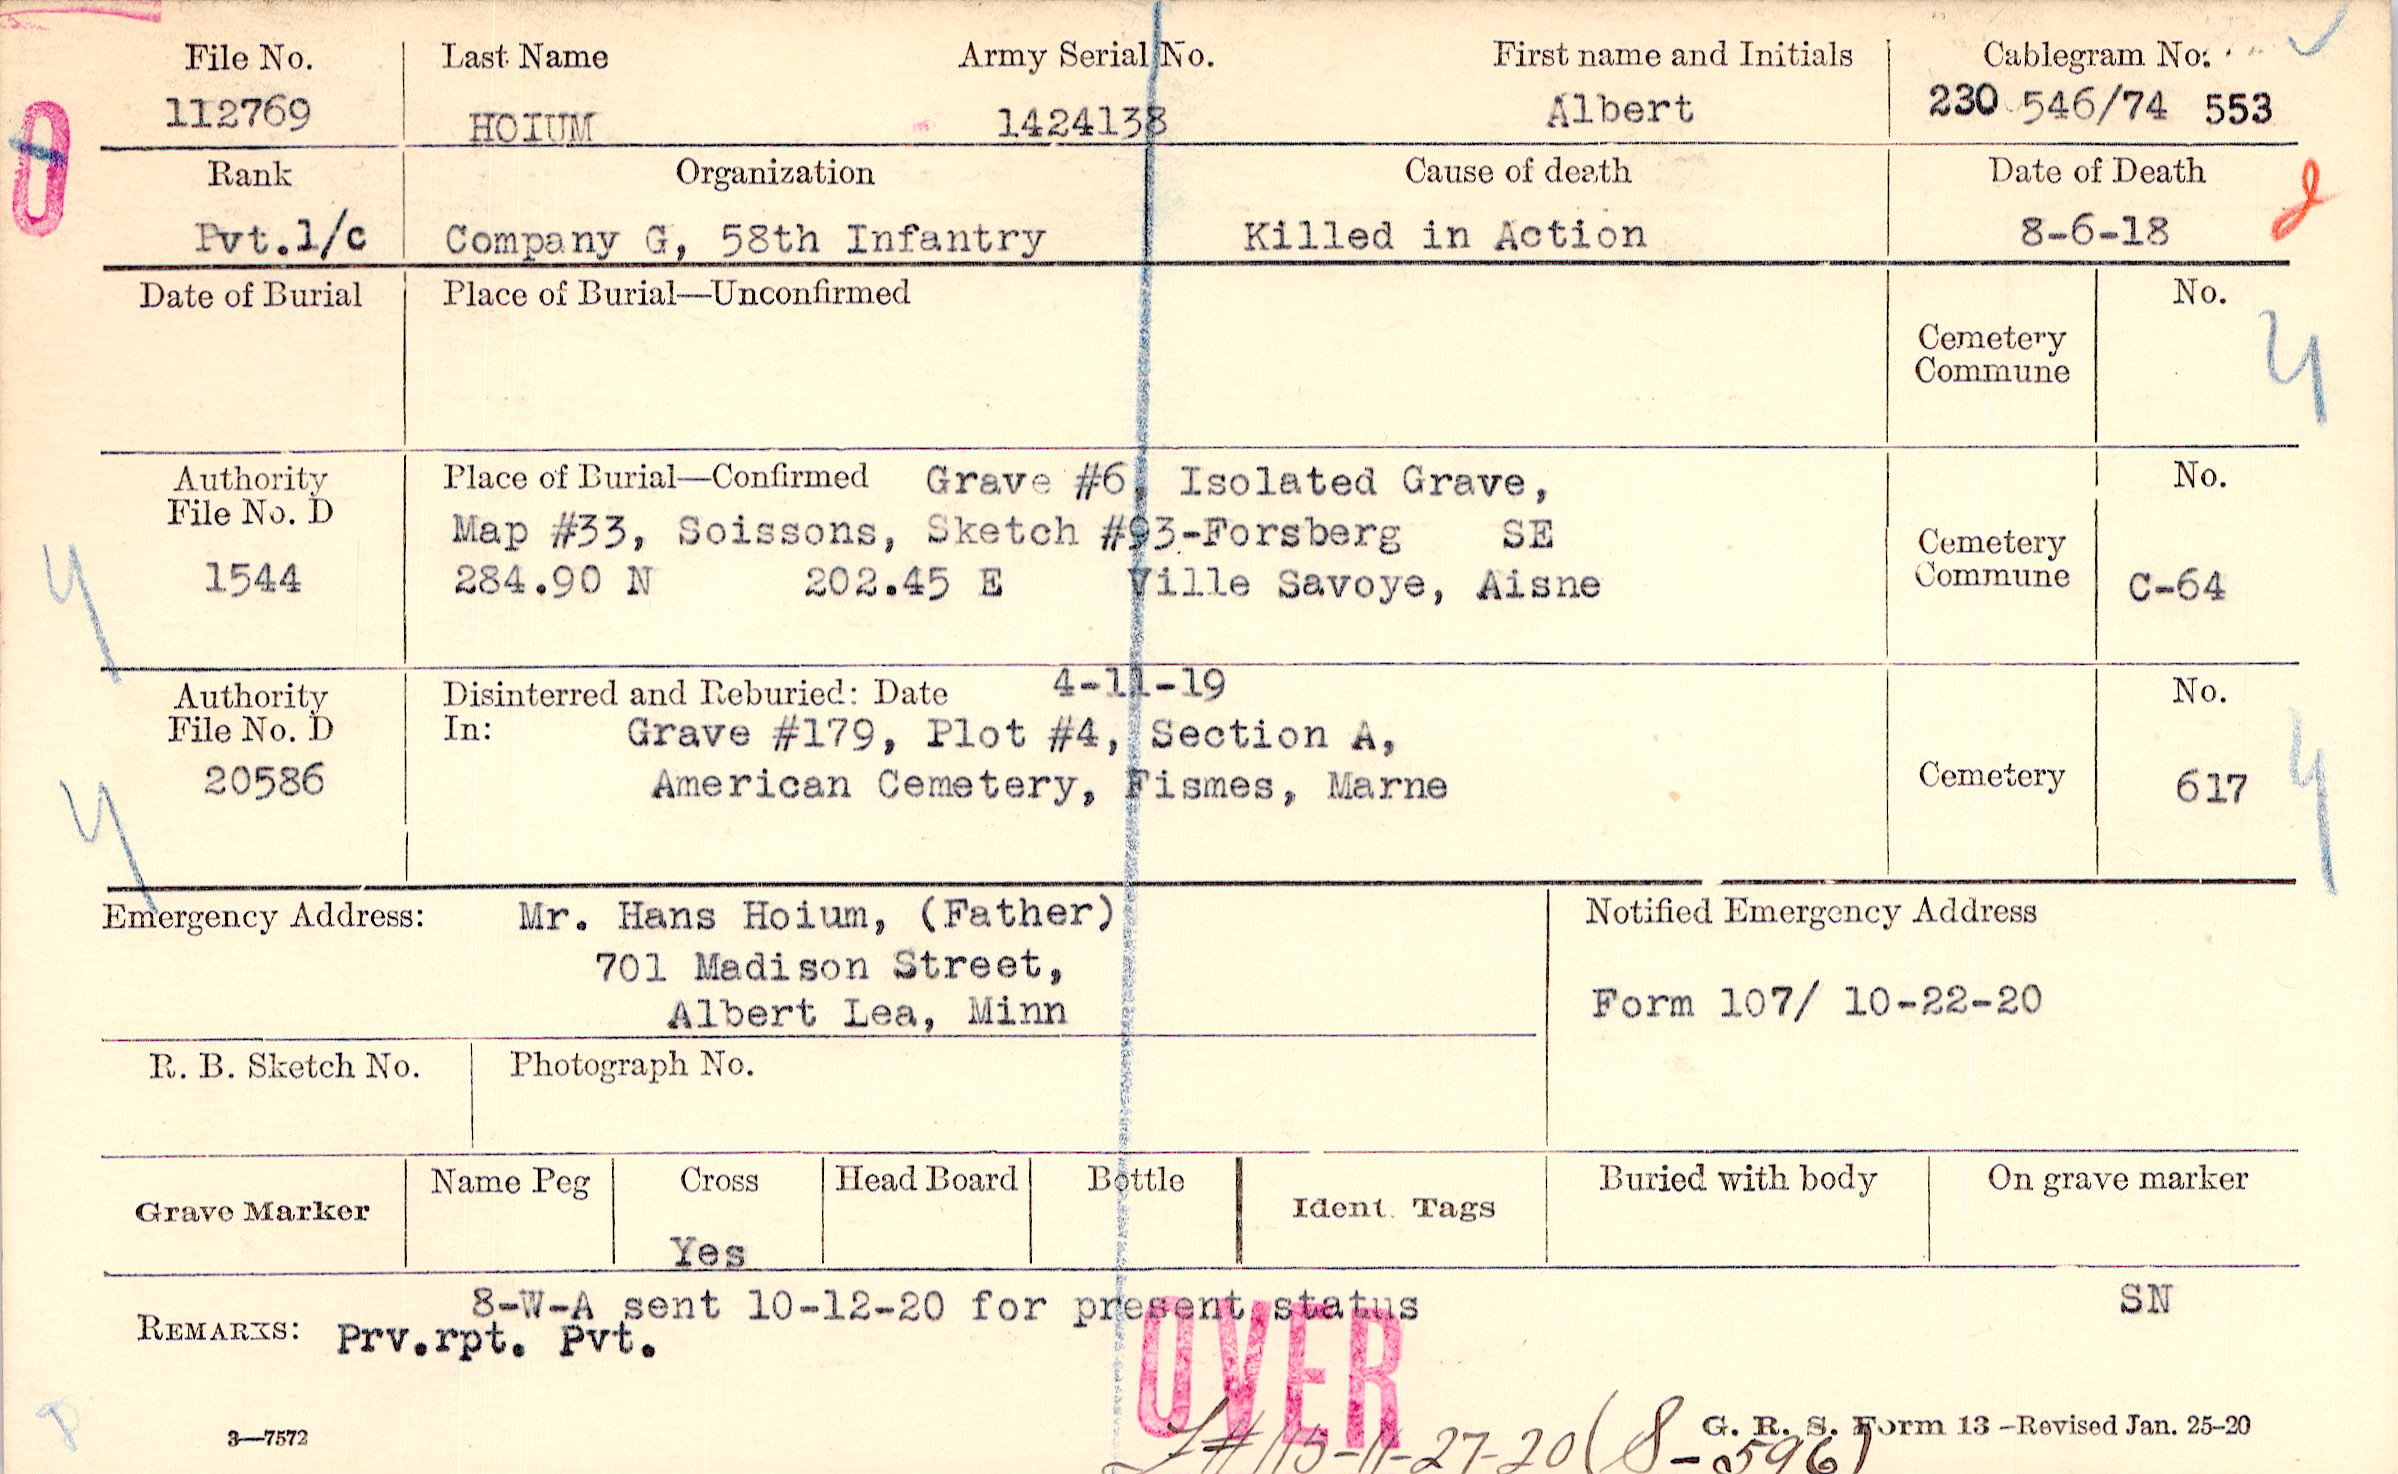 File No. Last Name Army Serial No. First name and Initials Cablegram No.
112769 HOIUM 1424138 Albert 230 546/74 553
O
Rank Organization Cause of death Date of Death
Pvt.1/c Company G, 58th Infantry Killed in Action 8-6-18
Date of Burial Place of Burial—Unconfirmed No.
Cemetery
Commune
Authority Place of Burial—Confirmed Grave #6, Isolated Grave, No.
File No. D Map #33, Soissons, Sketch #93-Forsberg SE Cemetery
1544 284.90 N 202.45 E Ville Savoye, Aisne Commune C-64
Authority Disinterred and Reburied: Date 4-11-19 No.
File No. D In: Grave #179, Plot #4, Section A,
20586 American Cemetery, Fismes, Marne Cemetery 617
Emergency Address: Mr. Hans Hoium, (Father) Notified Emergency Address
701 Madison Street,
Albert Lea, Minn Form 107/ 10-22-20
R. B. Sketch No. Photograph No.
Grave Marker Name Peg Cross Head Board Bottle Ident. Tags Buried with body On grave marker
Yes
8-W-A sent 10-12-20 for present status SN
REMARKS: Prv.rpt. Pvt.
OVER
3—7572 G. R. S. Form 13 -Revised Jan. 25-20
11-27-20 (8-596)